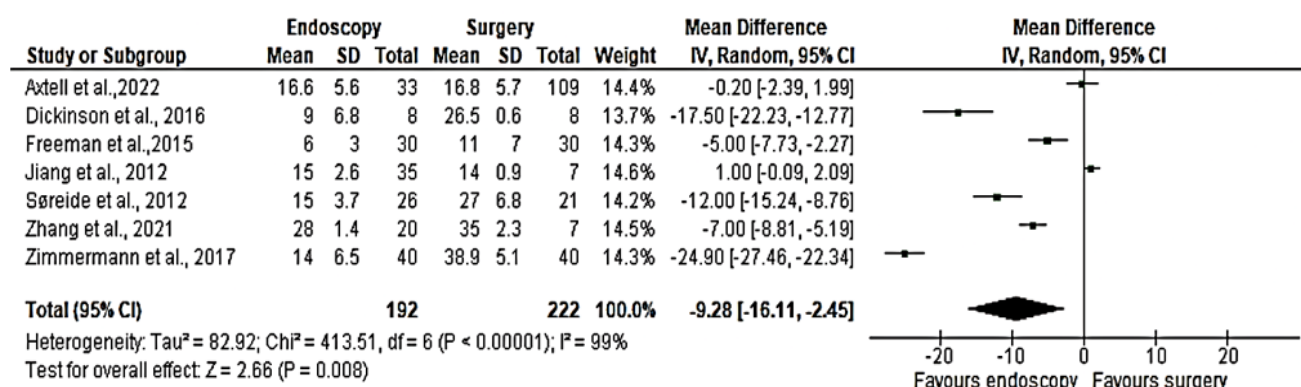 Endoscopy Surgery Mean Difference Mean Difference
Study or Subgroup Mean SD Total Mean SD Total Weight IV, Random, 95% CI IV, Random, 95% CI
Axtell et al.,2022 16.6 5.6 33 16.8 5.7 109 14.4% -0.20 [-2.39, 1.99]
Dickinson et al., 2016 9 6.8 8 26.5 0.6 8 13.7% -17.50 [-22.23, -12.77]
Freeman et al.,2015 6 3 30 11 7 30 14.3% -5.00 [-7.73, -2.27]
Jiang et al., 2012 15 2.6 35 14 0.9 7 14.6% 1.00 [-0.09, 2.09]
Søreide et al., 2012 15 3.7 26 27 6.8 21 14.2% -12.00 [-15.24, -8.76]
Zhang et al., 2021 28 1.4 20 35 2.3 7 14.5% -7.00 [-8.81, -5.19]
Zimmermann et al., 2017 14 6.5 40 38.9 5.1 40 14.3% -24.90 [-27.46, -22.34]
Total (95% CI) 192 222 100.0% -9.28 [-16.11, -2.45]
Heterogeneity: Tau² = 82.92; Chi² = 413.51, df = 6 (P < 0.00001); I² = 99%
Test for overall effect: Z = 2.66 (P = 0.008)
-20 -10 0 10 20
Favours endoscopy Favours surgery